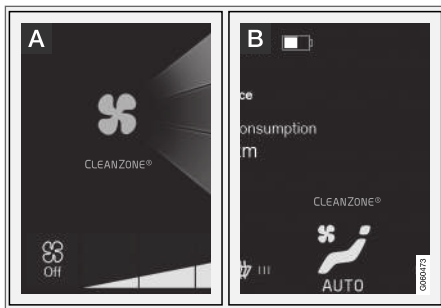 A
CLEANZONE®
Off
B
ce
onsumption
m
CLEANZONE®
AUTO
G060473